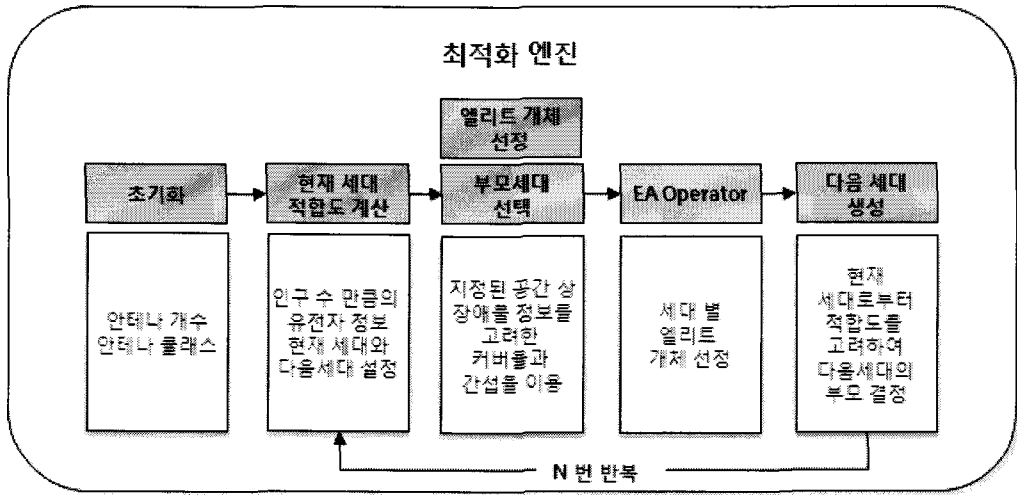 최적화 엔진
엘리트 개체
선정
초기화
현재 세대
적합도 계산
부모세대
선택
EA Operator
다음 세대
생성
안테나 개수
안테나 클래스
인구 수 만큼의
유전자 정보
현재 세대와
다음세대 설정
지정된 공간 상
장애물 정보를
고려한
커버율과
간섭율 이용
세대 별
엘리트
개체 선정
현재
세대로부터
적합도를
고려하여
다음세대의
부모 결정
N 번 반복